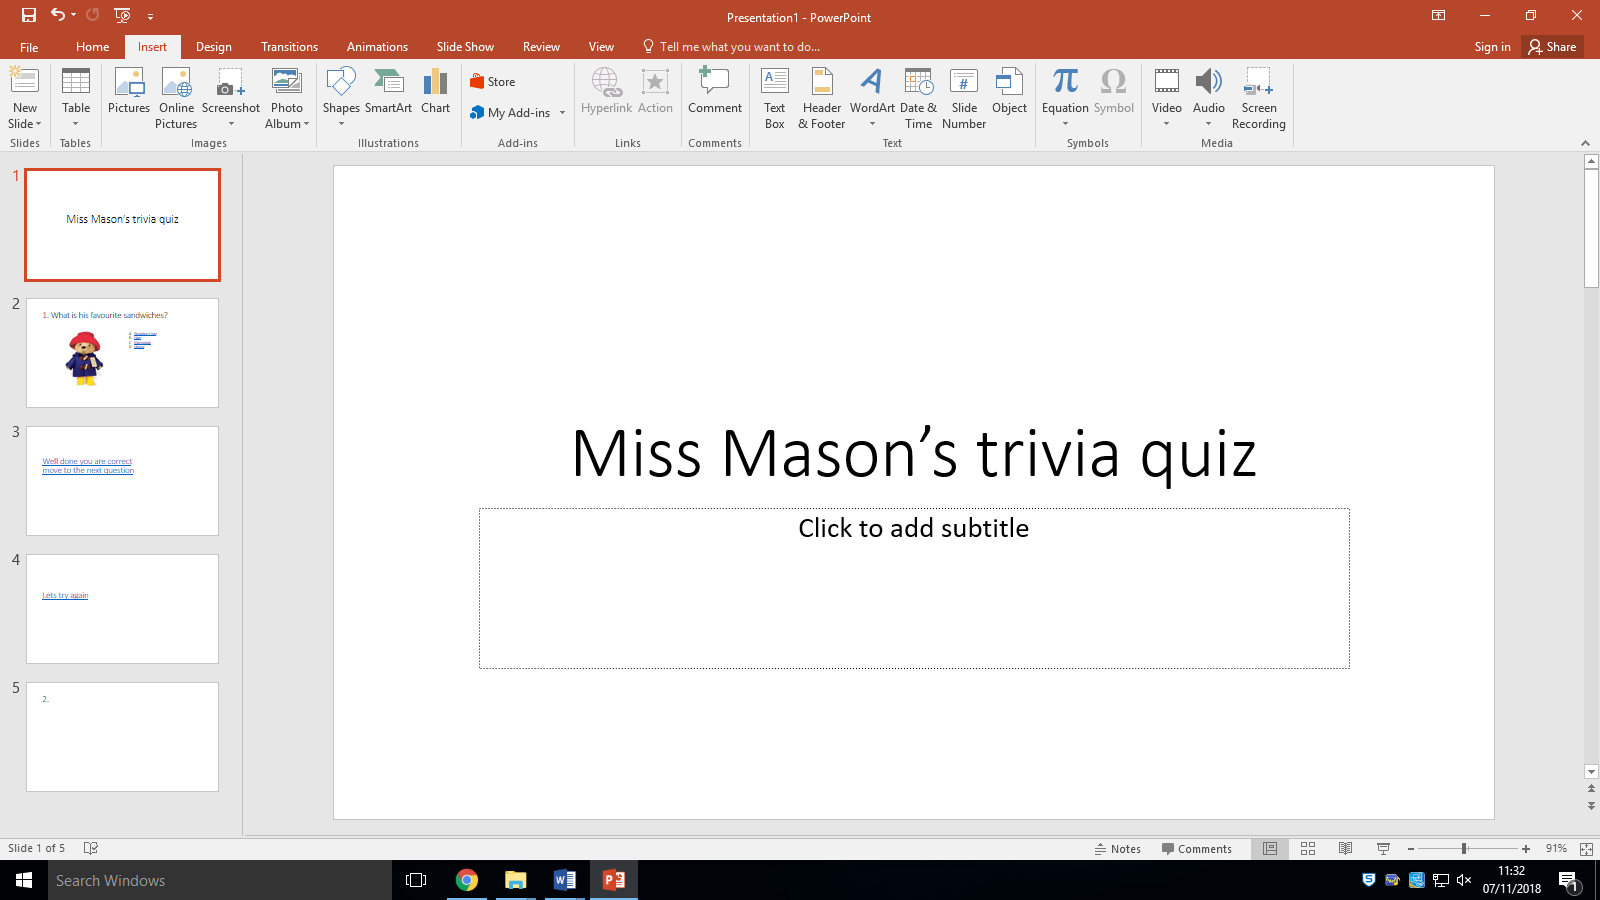 Presentation1 - PowerPoint
File Home Insert Design Transitions Animations Slide Show Review View Tell me what you want to do... Sign in Share
New Slide
Table
Pictures
Online Pictures
Screenshot
Photo Album
Shapes
SmartArt
Chart
Store
My Add-ins
Hyperlink
Action
Comment
Text Box
Header & Footer
WordArt
Date & Time
Slide Number
Object
Equation
Symbol
Video
Audio
Screen Recording
Slides Tables Images Illustrations Add-ins Links Comments Text Symbols Media
1
Miss Mason's trivia quiz
2
1. What is his favourite sandwiches?
3
Well done you are correct
move to the next question
4
Lets try again
5
2.
Miss Mason’s trivia quiz
Click to add subtitle
Slide 1 of 5
Notes Comments 91%
Search Windows
11:32
07/11/2018
1